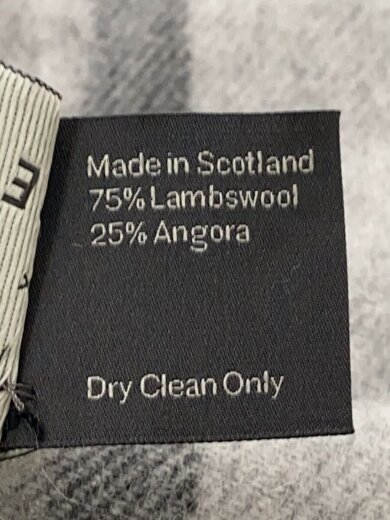 Made in Scotland
75% Lambswool
25% Angora
Dry Clean Only